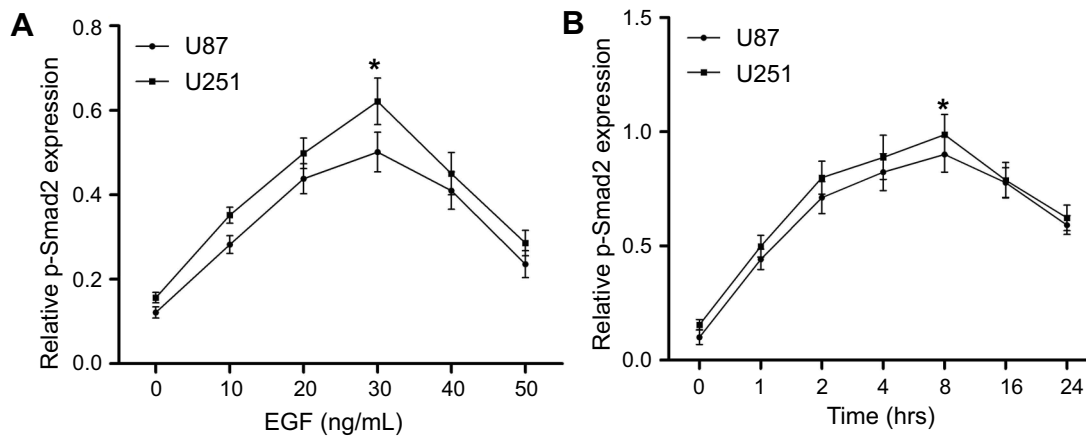 A
U87
U251
*
Relative p-Smad2 expression
0.8
0.6
0.4
0.2
0.0
0 10 20 30 40 50
EGF (ng/mL)
B
U87
U251
*
Relative p-Smad2 expression
1.5
1.0
0.5
0.0
0 1 2 4 8 16 24
Time (hrs)